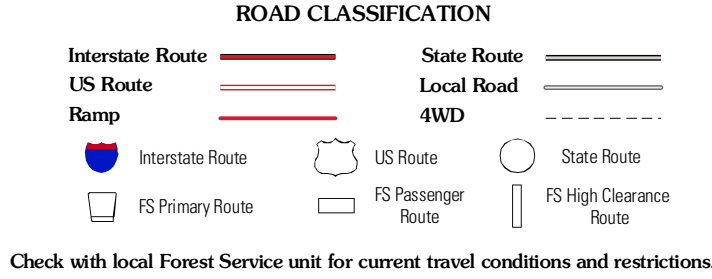 ROAD CLASSIFICATION
Interstate Route
State Route
US Route
Local Road
Ramp
4WD
Interstate Route
US Route
State Route
FS Primary Route
FS Passenger
Route
FS High Clearance
Route
Check with local Forest Service unit for current travel conditions and restrictions.